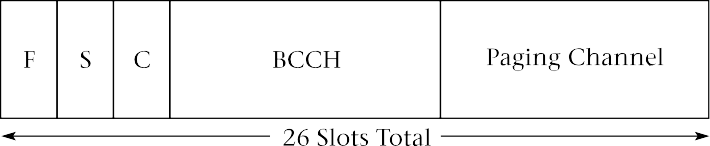 F S C BCCH Paging Channel
26 Slots Total